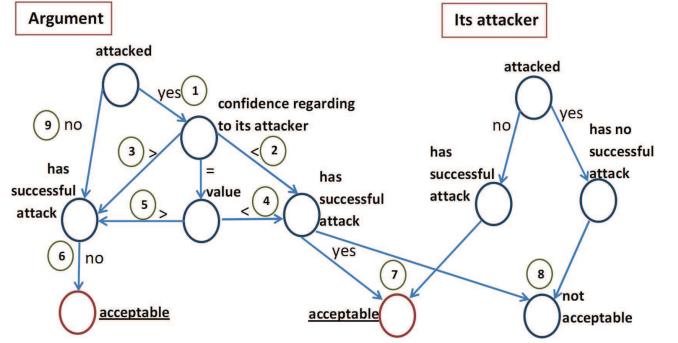 Argument
Its attacker
attacked
attacked
yes
1
confidence regarding
to its attacker
9
no
no
yes
3
>
<
2
has no
successful
attack
=
has
successful
attack
value
has
successful
attack
has
successful
attack
5
>
<
4
6
no
yes
7
8
acceptable
acceptable
not
acceptable